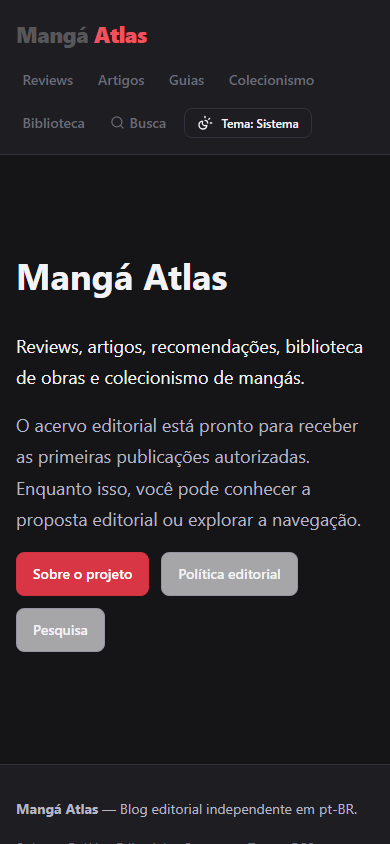 Mangá Atlas
Reviews Artigos Guias Colecionismo
Biblioteca Busca Tema: Sistema
Mangá Atlas
Reviews, artigos, recomendações, biblioteca
de obras e colecionismo de mangás.
O acervo editorial está pronto para receber
as primeiras publicações autorizadas.
Enquanto isso, você pode conhecer a
proposta editorial ou explorar a navegação.
Sobre o projeto Política editorial
Pesquisa
Mangá Atlas — Blog editorial independente em pt-BR.